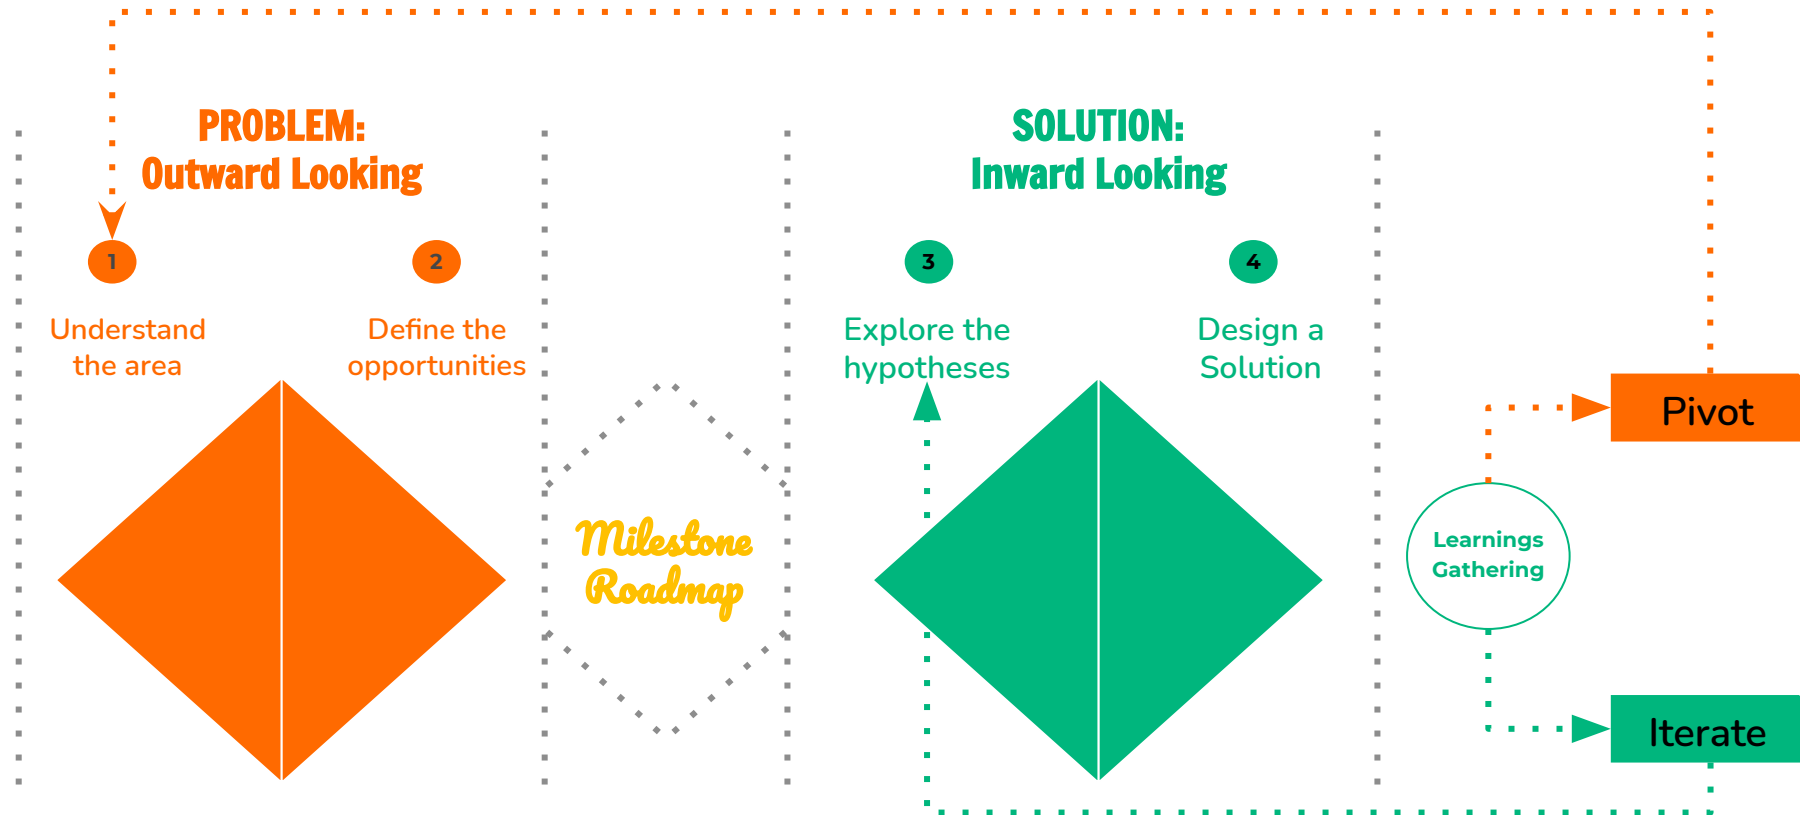 PROBLEM:
Outward Looking
1
2
Understand
the area
Define the
opportunities
Milestone
Roadmap
SOLUTION:
Inward Looking
3
4
Explore the
hypotheses
Design a
Solution
Learnings
Gathering
Pivot
Iterate